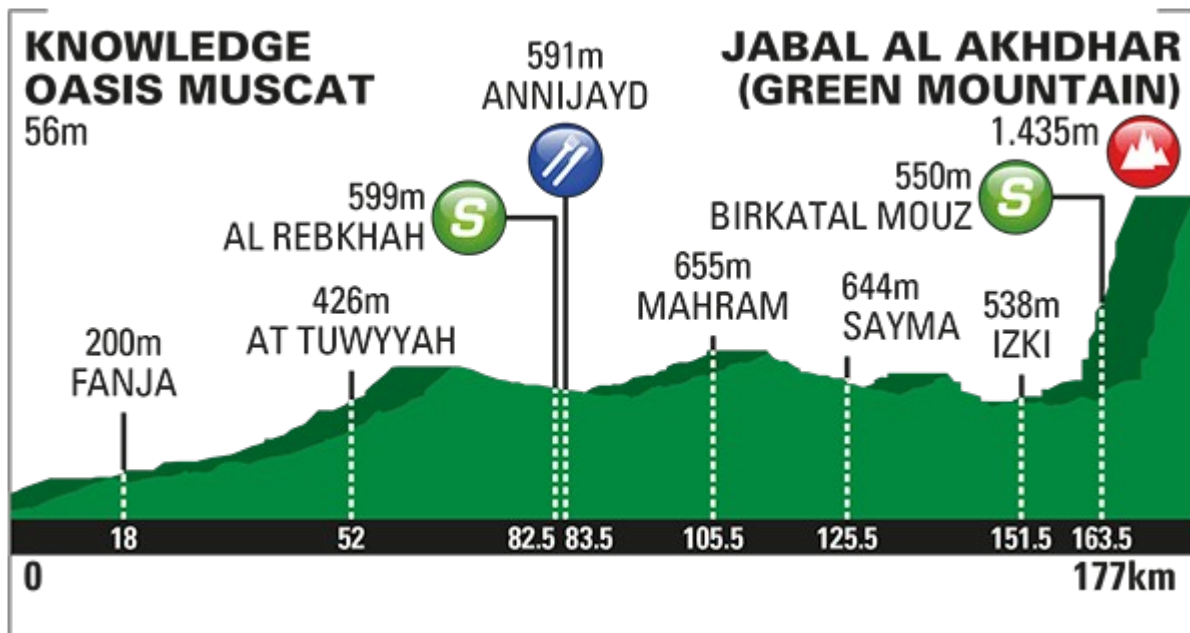 KNOWLEDGE
OASIS MUSCAT
56m
591m
ANNIJAYD
JABAL AL AKHDHAR
(GREEN MOUNTAIN)
1.435m
599m
AL REBKHAH
S
550m
BIRKATAL MOUZ
S
200m
FANJA
426m
AT TUWYYAH
655m
MAHRAM
644m
SAYMA
538m
IZKI
18 52 82.5 83.5 105.5 125.5 151.5 163.5
0 177km